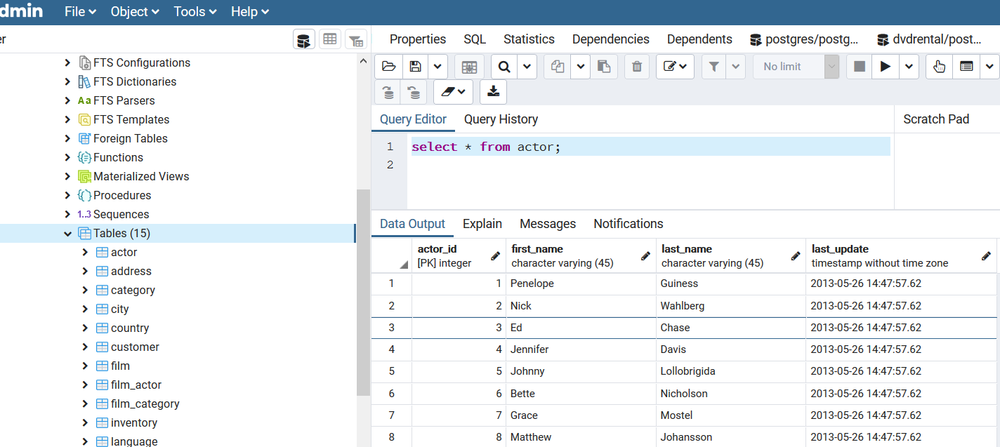 dmin File Object Tools Help
r
Properties SQL Statistics Dependencies Dependents postgres/postg... dvdrental/post...
No limit
FTS Configurations
FTS Dictionaries
Aa FTS Parsers
FTS Templates
Foreign Tables
Functions
Materialized Views
Procedures
1..3 Sequences
Tables (15)
actor
address
category
city
country
customer
film
film_actor
film_category
inventory
language
Query Editor Query History Scratch Pad
1 select * from actor;
2
Data Output Explain Messages Notifications
actor_id first_name last_name last_update
[PK] integer character varying (45) character varying (45) timestamp without time zone
1 1 Penelope Guiness 2013-05-26 14:47:57.62
2 2 Nick Wahlberg 2013-05-26 14:47:57.62
3 3 Ed Chase 2013-05-26 14:47:57.62
4 4 Jennifer Davis 2013-05-26 14:47:57.62
5 5 Johnny Lollobrigida 2013-05-26 14:47:57.62
6 6 Bette Nicholson 2013-05-26 14:47:57.62
7 7 Grace Mostel 2013-05-26 14:47:57.62
8 8 Matthew Johansson 2013-05-26 14:47:57.62